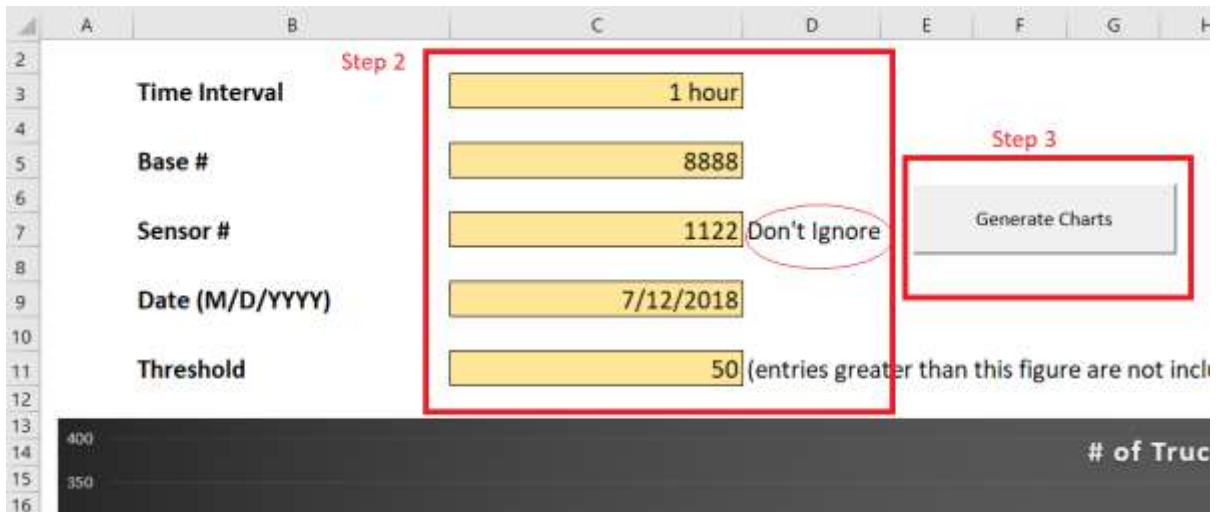 A B C D E F G
2
Step 2
3 Time Interval 1 hour
4
Step 3
5 Base # 8888
6
7 Sensor # 1122 Don't Ignore Generate Charts
8
9 Date (M/D/YYYY) 7/12/2018
10
11 Threshold 50 (entries greater than this figure are not incl
12
13
400
14 # of Truc
15 350
16